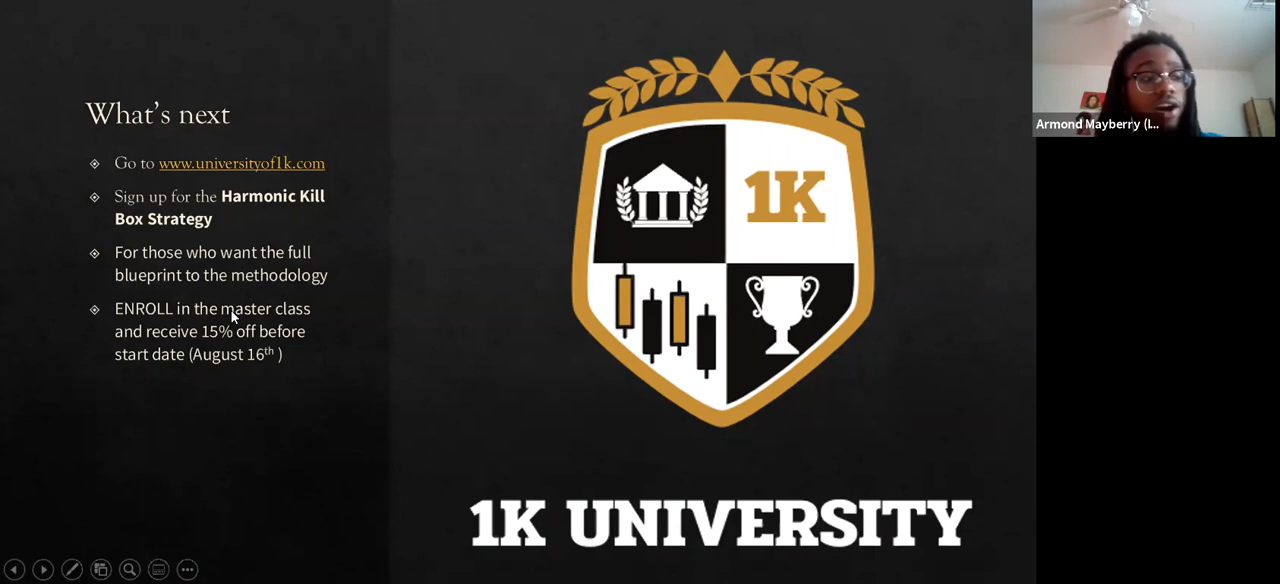 What's next
Go to www.universityof1k.com
Sign up for the Harmonic Kill
Box Strategy
For those who want the full
blueprint to the methodology
ENROLL in the master class
and receive 15% off before
start date (August 16th )
1K
1K UNIVERSITY
Armond Mayberry (I...